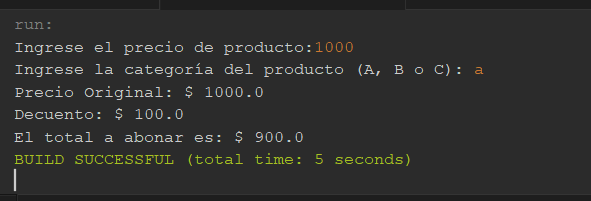 run:
Ingrese el precio de producto:1000
Ingrese la categoría del producto (A, B o C): a
Precio Original: $ 1000.0
Decuento: $ 100.0
El total a abonar es: $ 900.0
BUILD SUCCESSFUL (total time: 5 seconds)